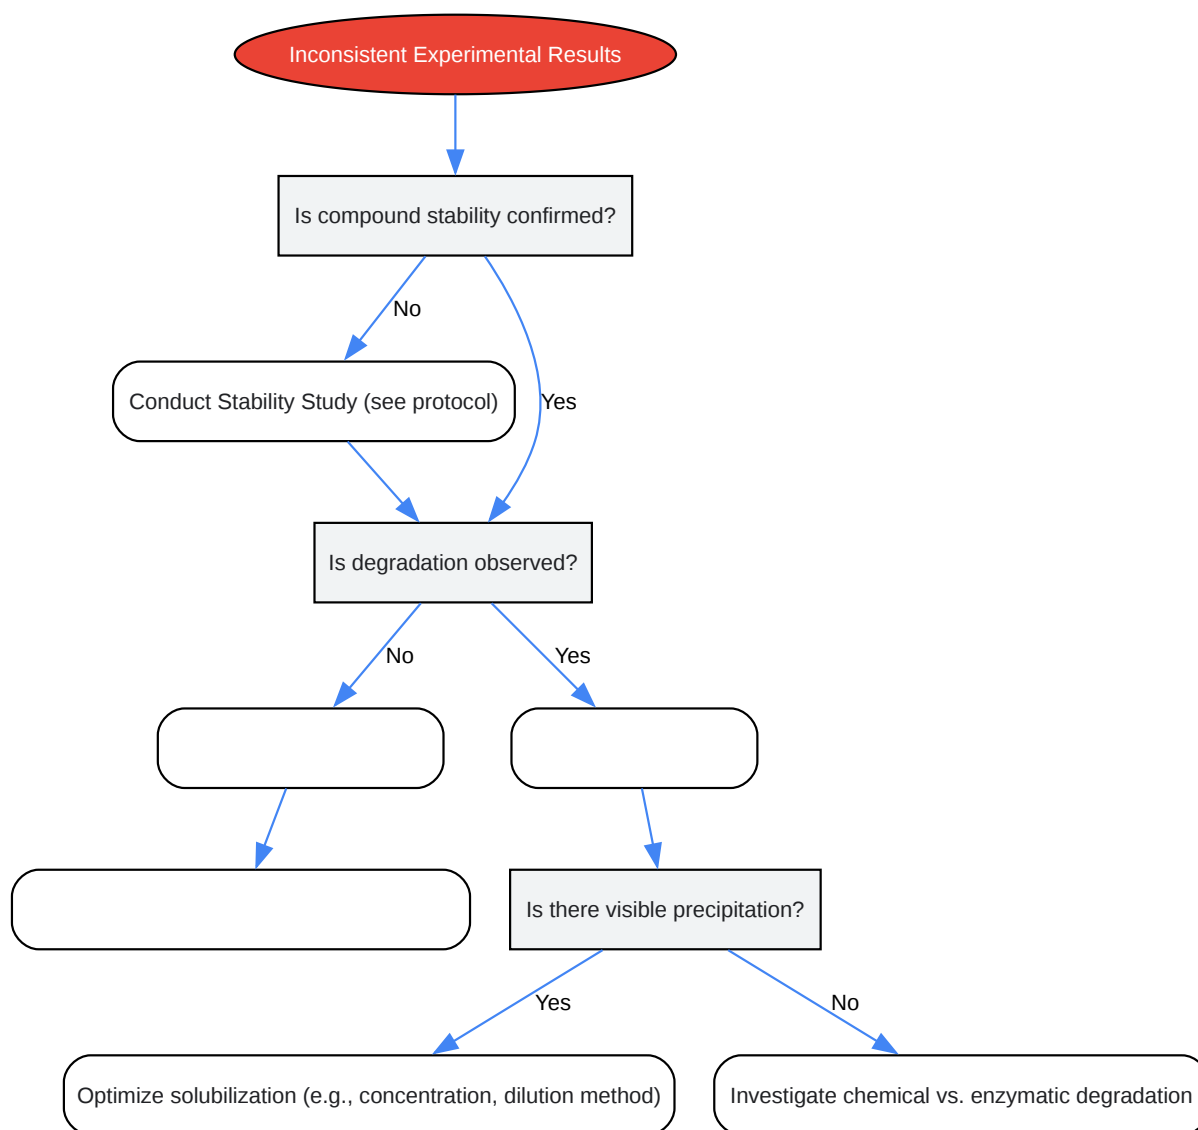 Inconsistent Experimental Results
Is compound stability confirmed?
No
Conduct Stability Study (see protocol)
Yes
Is degradation observed?
No
Yes
Is there visible precipitation?
Yes
No
Optimize solubilization (e.g., concentration, dilution method)
Investigate chemical vs. enzymatic degradation